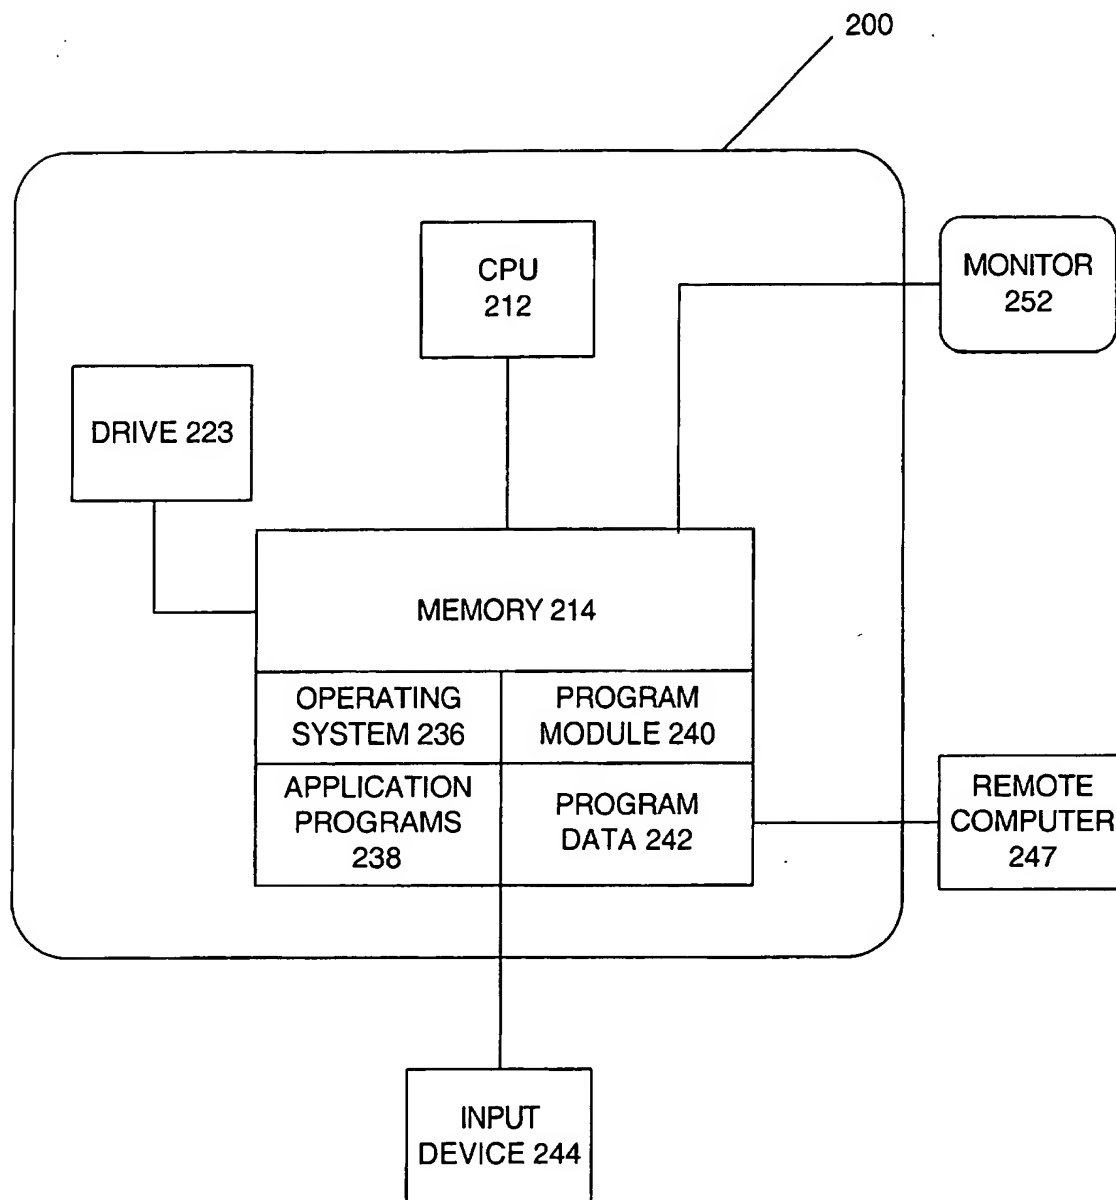 200
CPU
212
MONITOR
252
DRIVE 223
MEMORY 214
OPERATING
SYSTEM 236
PROGRAM
MODULE 240
APPLICATION
PROGRAMS
238
PROGRAM
DATA 242
REMOTE
COMPUTER
247
INPUT
DEVICE 244